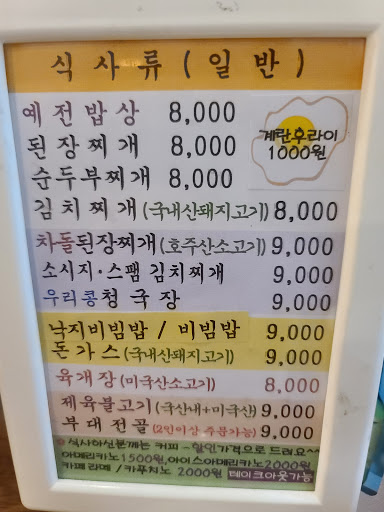 식사류(일반)
예전밥상 8,000
된장찌개 8,000
순두부찌개 8,000
계란후라이
1000원
김치찌개(국내산돼지고기) 8,000
차돌된장찌개(호주산소고기) 9,000
소시지·스팸 김치찌개 9,000
우리콩청국장 9,000
낙지비빔밥 / 비빔밥 9,000
돈가스(국내산돼지고기) 9,000
육개장(미국산소고기) 8,000
제육불고기(국산내+미국산) 9,000
부대전골(2인이상 주문가능) 9,000
식사하신분께는 커피 - 할인가격으로 드려요~~
아메리카노1500원,아이스아메리카노2000원
카페라떼/카푸치노 2000원 테이크아웃가능